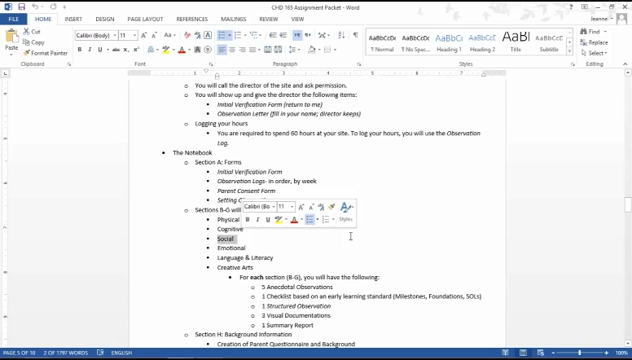 CHD 165 Assignment Packet - Word
Jeanne
FILE HOME INSERT DESIGN PAGE LAYOUT REFERENCES MAILINGS REVIEW VIEW
Paste
Cut
Copy
Format Painter
Clipboard
Calibri (Body) 11
Font
Paragraph
AaBbCcDc AaBbCcDc AaBbC AaBbCc AaB AaBbCcD
¶ Normal ¶ No Spac... Heading 1 Heading 2 Title Subtitle
Styles
Find
Replace
Select
Editing
You will call the director of the site and ask permission.
You will show up and give the director the following items:
Initial Verification Form (return to me)
Observation Letter (fill in your name; director keeps)
Logging your hours
You are required to spend 60 hours at your site. To log your hours, you will use the Observation
Log.
The Notebook
Section A: Forms
Initial Verification Form
Observation Logs- in order, by week
Parent Consent Form
Setting
Sections B-G will
Calibri (Bo 11
B I U
Styles
Physical
Cognitive
Social
Emotional
Language & Literacy
Creative Arts
For each section (B-G), you will have the following:
5 Anecdotal Observations
1 Checklist based on an early learning standard (Milestones, Foundations, SOLs)
1 Structured Observation
3 Visual Documentations
1 Summary Report
Section H: Background Information
Creation of Parent Questionnaire and Background
PAGE 5 OF 10 2 OF 1797 WORDS ENGLISH
100%